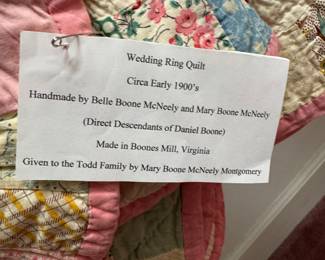 Wedding Ring Quilt
Circa Early 1900's
Handmade by Belle Boone McNeely and Mary Boone McNeely
(Direct Descendants of Daniel Boone)
Made in Boones Mill, Virginia
Given to the Todd Family by Mary Boone McNeely Montgomery